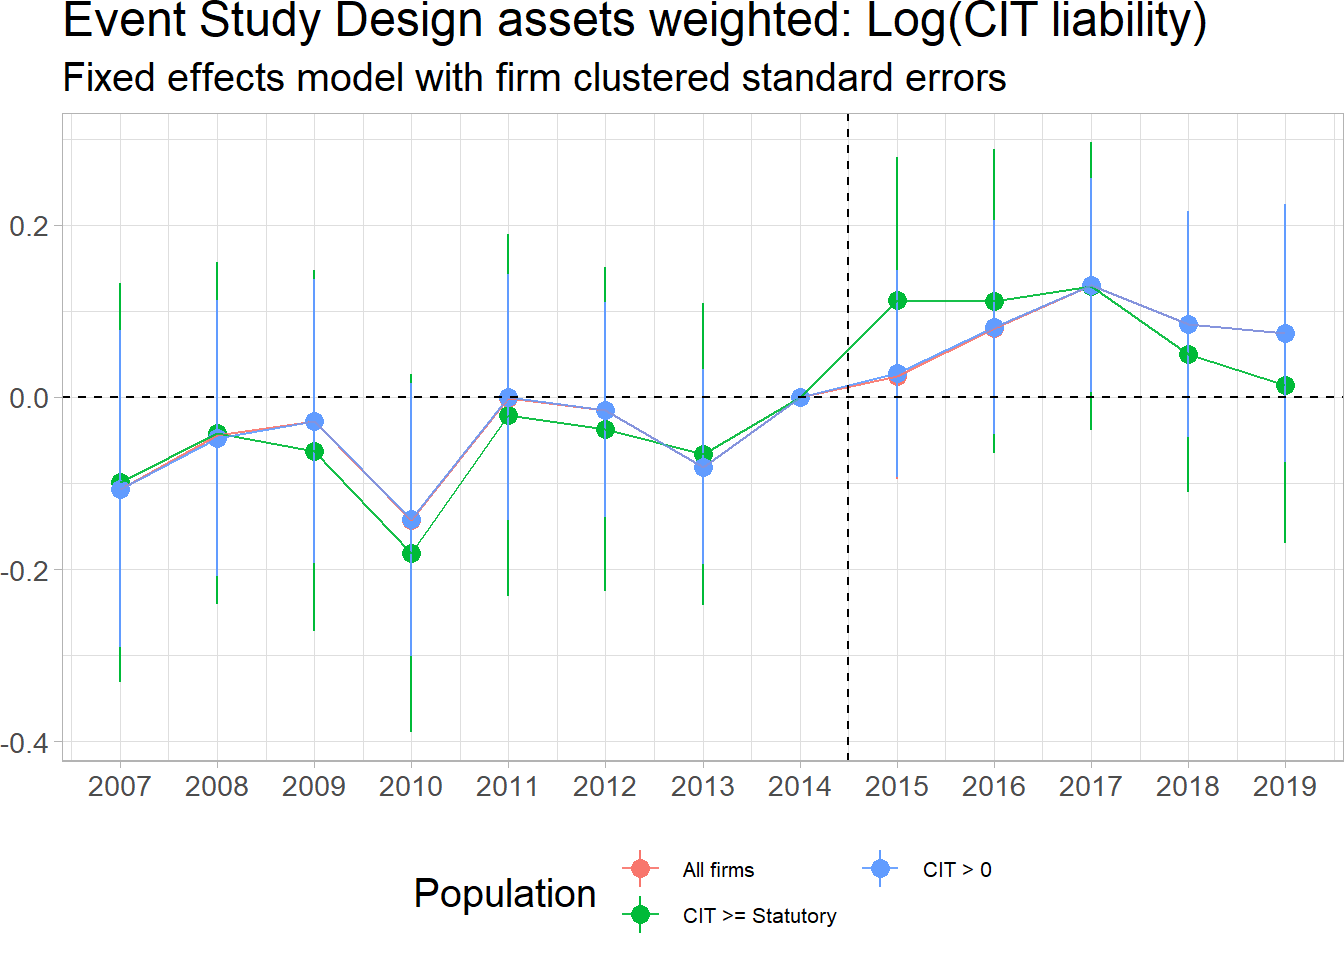 Event Study Design assets weighted: Log(CIT liability)
Fixed effects model with firm clustered standard errors
0.2
0.0
-0.2
-0.4
2007 2008 2009 2010 2011 2012 2013 2014 2015 2016 2017 2018 2019
Population
All firms
CIT >= Statutory
CIT > 0